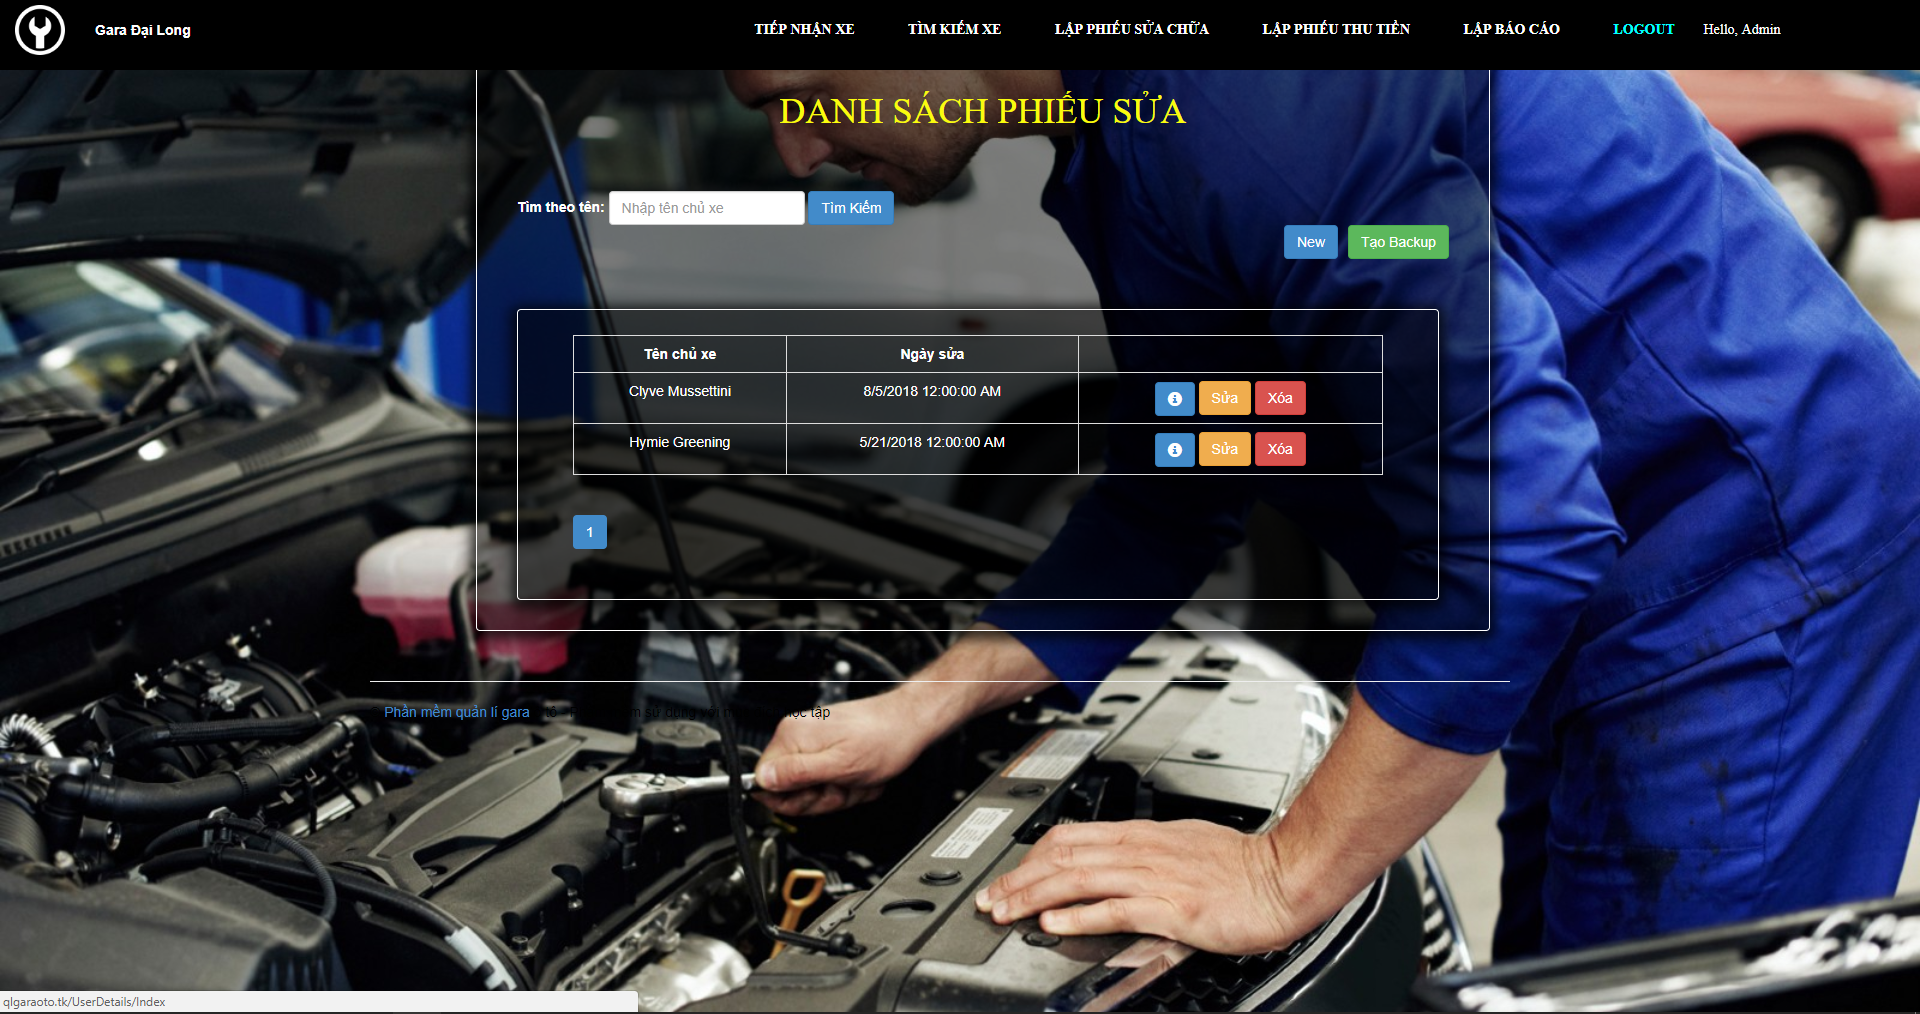 Gara Đại Long
TIẾP NHẬN XE TÌM KIẾM XE LẬP PHIẾU SỬA CHỮA LẬP PHIẾU THU TIỀN LẬP BÁO CÁO LOGOUT Hello, Admin
DANH SÁCH PHIẾU SỬA
Tìm theo tên: Nhập tên chủ xe Tìm Kiếm
New Tạo Backup
Tên chủ xe Ngày sửa
Clyve Mussettini 8/5/2018 12:00:00 AM Sửa Xóa
Hymie Greening 5/21/2018 12:00:00 AM Sửa Xóa
1
Phần mềm quản lí gara tập
qlgaraoto.tk/UserDetails/Index